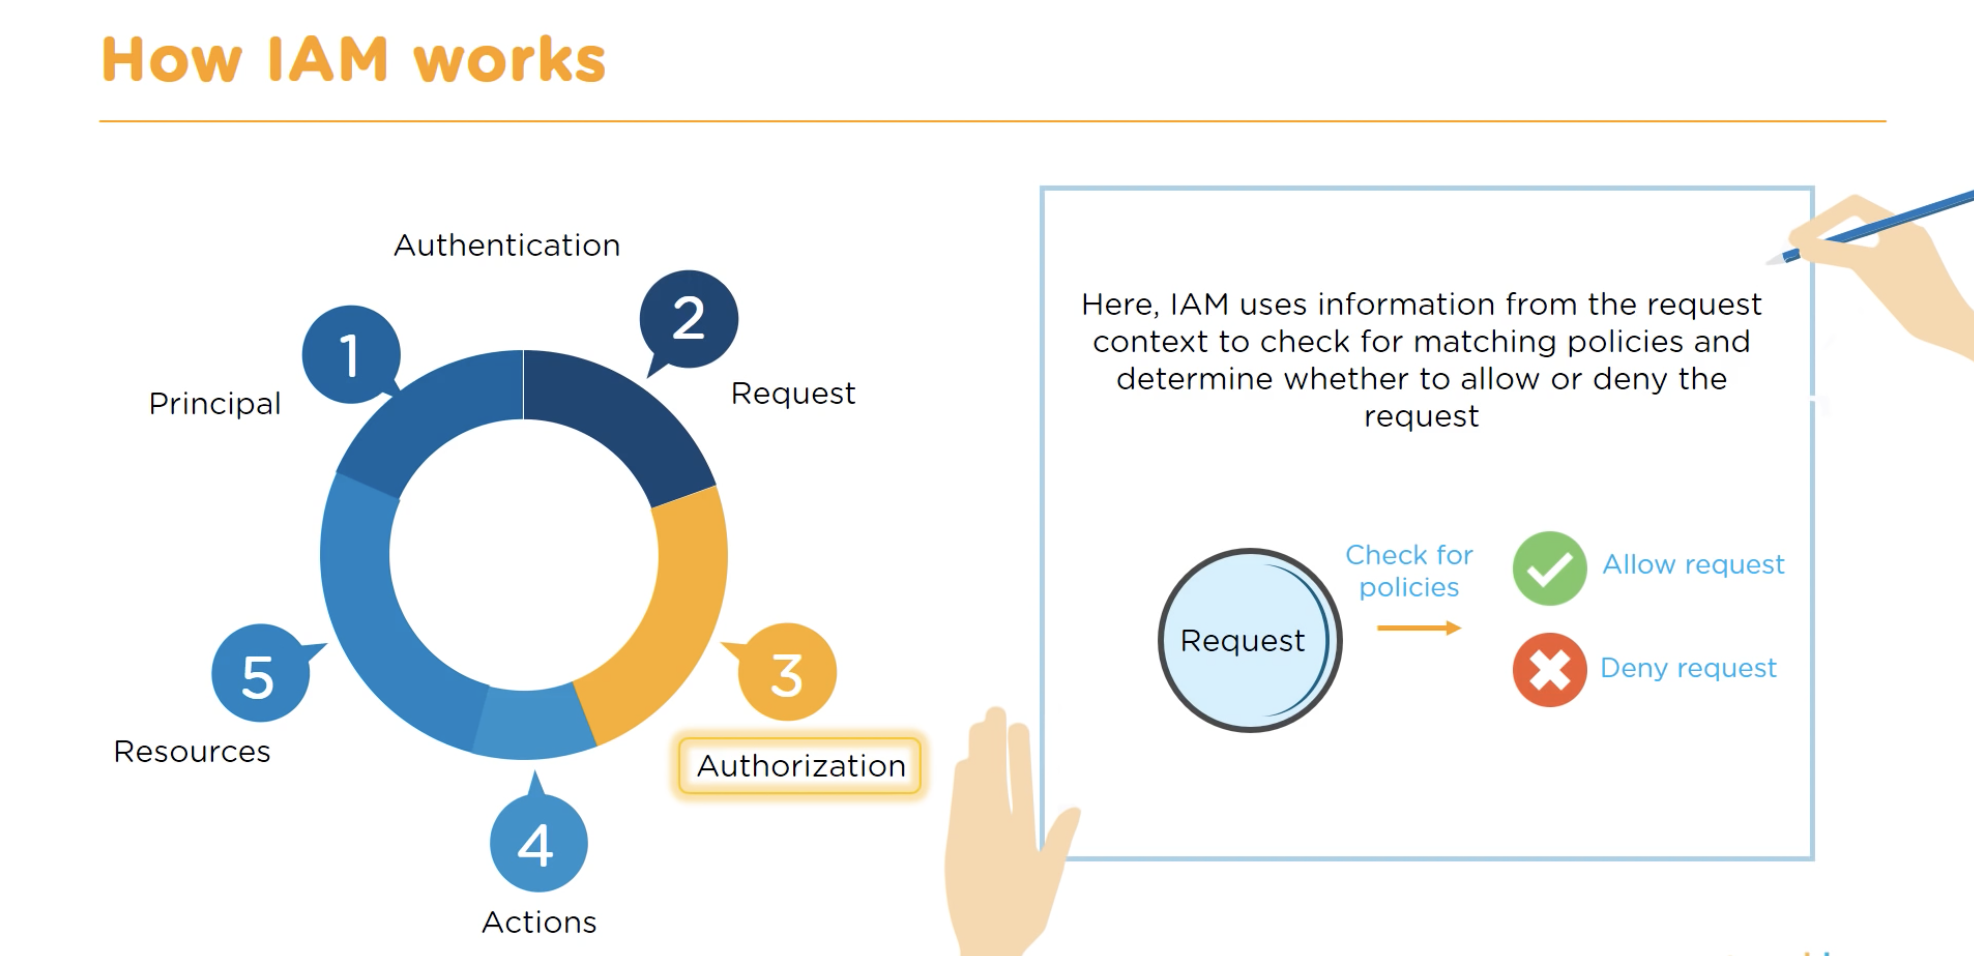 How IAM works
Authentication
2
1
Principal
Request
3
Authorization
5
Resources
4
Actions
Here, IAM uses information from the request
context to check for matching policies and
determine whether to allow or deny the
request
Request
Check for
policies
Allow request
Deny request